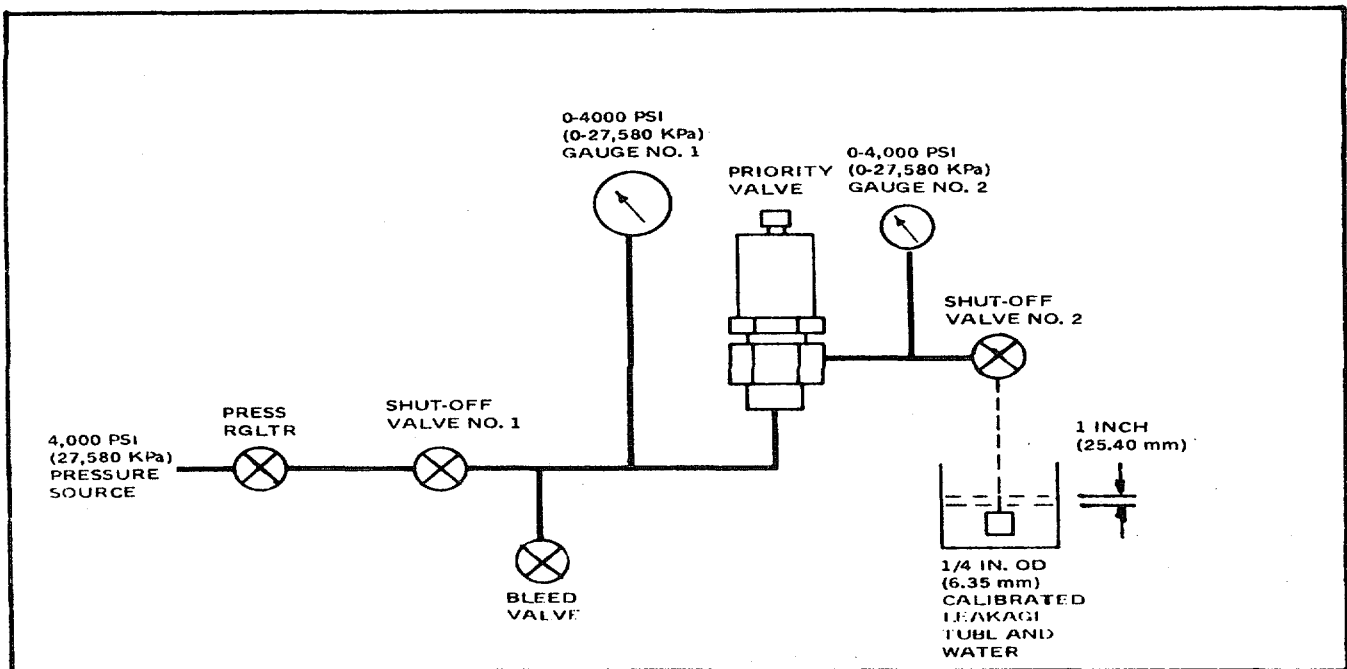 0-4000 PSI
(0-27,580 KPa)
GAUGE NO. 1
PRIORITY
VALVE
0-4,000 PSI
(0-27,580 KPa)
GAUGE NO. 2
SHUT-OFF
VALVE NO. 2
4,000 PSI
(27,580 KPa)
PRESSURE
SOURCE
PRESS
RGLTR
SHUT-OFF
VALVE NO. 1
BLEED
VALVE
1 INCH
(25.40 mm)
1/4 IN. OD
(6.35 mm)
CALIBRATED
LEAKAGI
TUBL AND
WATER